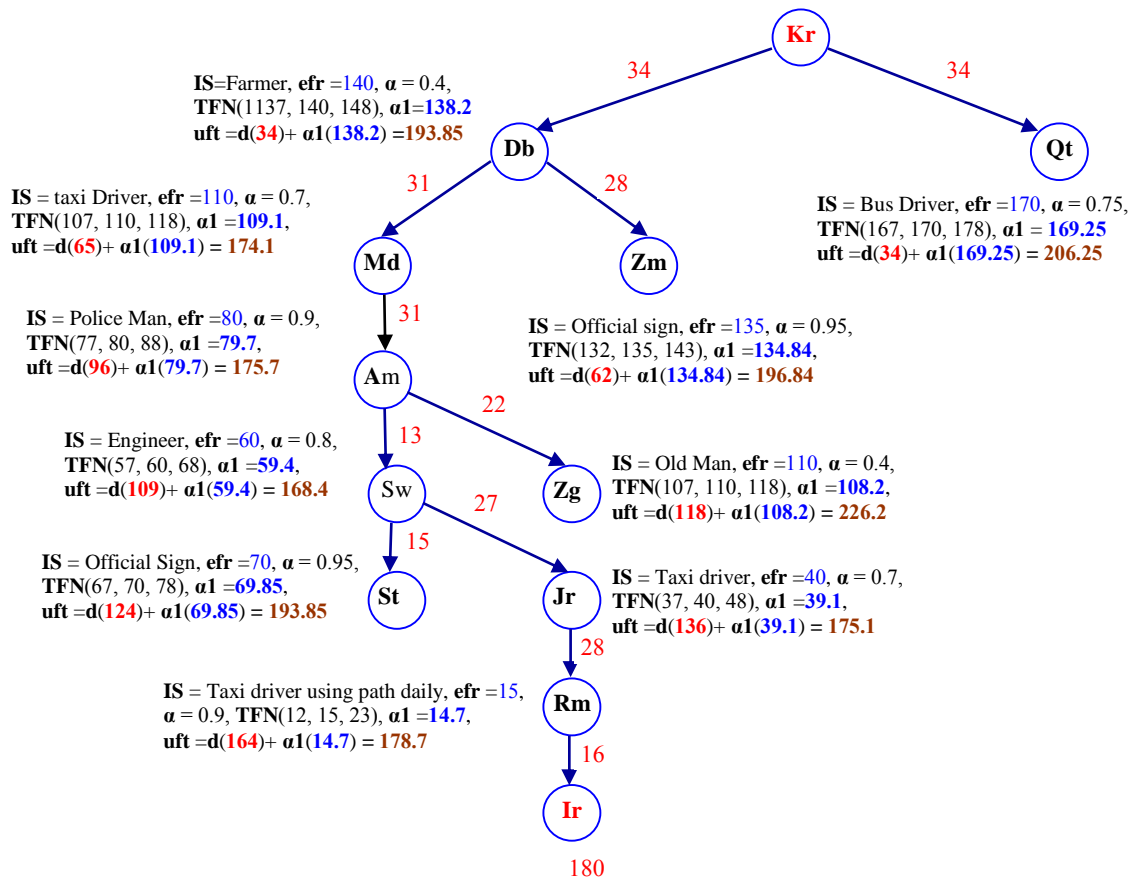 Kr
34
34
IS=Farmer, efr =140, α = 0.4,
TFN(1137, 140, 148), α1=138.2
uft =d(34)+ α1(138.2) =193.85
Db
Qt
31
28
IS = taxi Driver, efr =110, α = 0.7,
TFN(107, 110, 118), α1 =109.1,
uft =d(65)+ α1(109.1) = 174.1
IS = Bus Driver, efr =170, α = 0.75,
TFN(167, 170, 178), α1 = 169.25
uft =d(34)+ α1(169.25) = 206.25
Md
Zm
31
IS = Police Man, efr =80, α = 0.9,
TFN(77, 80, 88), α1 =79.7,
uft =d(96)+ α1(79.7) = 175.7
IS = Official sign, efr =135, α = 0.95,
TFN(132, 135, 143), α1 =134.84,
uft =d(62)+ α1(134.84) = 196.84
Am
22
13
IS = Engineer, efr =60, α = 0.8,
TFN(57, 60, 68), α1 =59.4,
uft =d(109)+ α1(59.4) = 168.4
IS = Old Man, efr =110, α = 0.4,
TFN(107, 110, 118), α1 =108.2,
uft =d(118)+ α1(108.2) = 226.2
Sw
Zg
27
15
IS = Official Sign, efr =70, α = 0.95,
TFN(67, 70, 78), α1 =69.85,
uft =d(124)+ α1(69.85) = 193.85
St
Jr
IS = Taxi driver, efr =40, α = 0.7,
TFN(37, 40, 48), α1 =39.1,
uft =d(136)+ α1(39.1) = 175.1
28
IS = Taxi driver using path daily, efr =15,
α = 0.9, TFN(12, 15, 23), α1 =14.7,
uft =d(164)+ α1(14.7) = 178.7
Rm
16
Ir
180